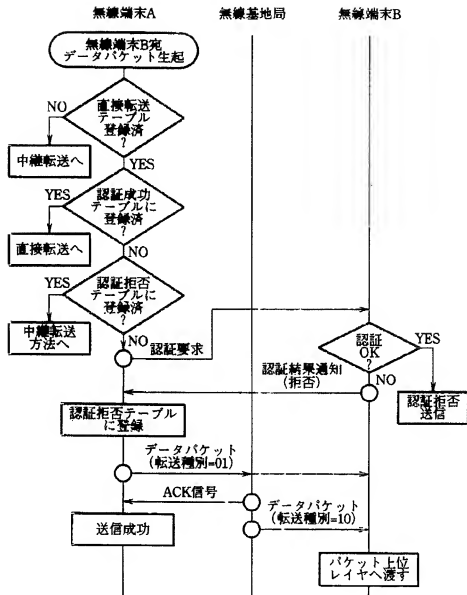 無線端末A
無線基地局
無線端末B
無線端末B宛
データパケット生起
直接転送
テーブル
登録済
?
NO
中継転送へ
YES
認証成功
テーブルに
登録済
?
YES
直接転送へ
NO
認証拒否
テーブルに
登録済
?
YES
中継転送
方法へ
NO
認証要求
認証
OK
?
YES
NO
認証結果通知
(拒否)
認証拒否
送信
認証拒否テーブル
に登録
データパケット
(転送種別=01)
ACK信号
データパケット
(転送種別=10)
送信成功
パケット上位
レイヤへ渡す